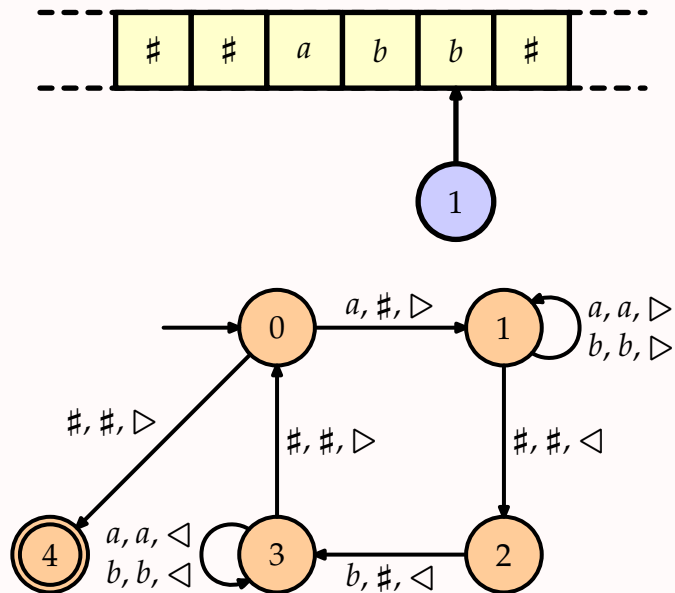 ♯ ♯ a b b ♯
1
a, ♯, ▷
0
1
a, a, ▷
b, b, ▷
♯, ♯, ▷
♯, ♯, ▷
♯, ♯, ◁
a, a, ◁
b, b, ◁
4
3
b, ♯, ◁
2